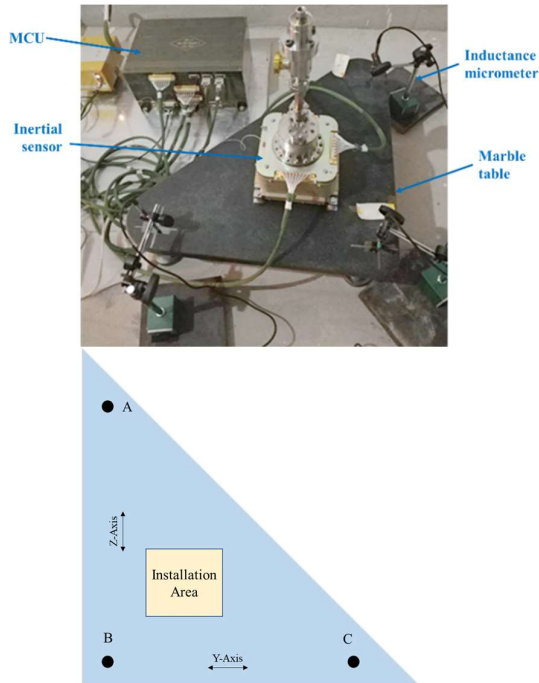 MCU
Inductance
micrometer
Inertial
sensor
Marble
table
A
Z-Axis
Installation
Area
B
C
Y-Axis